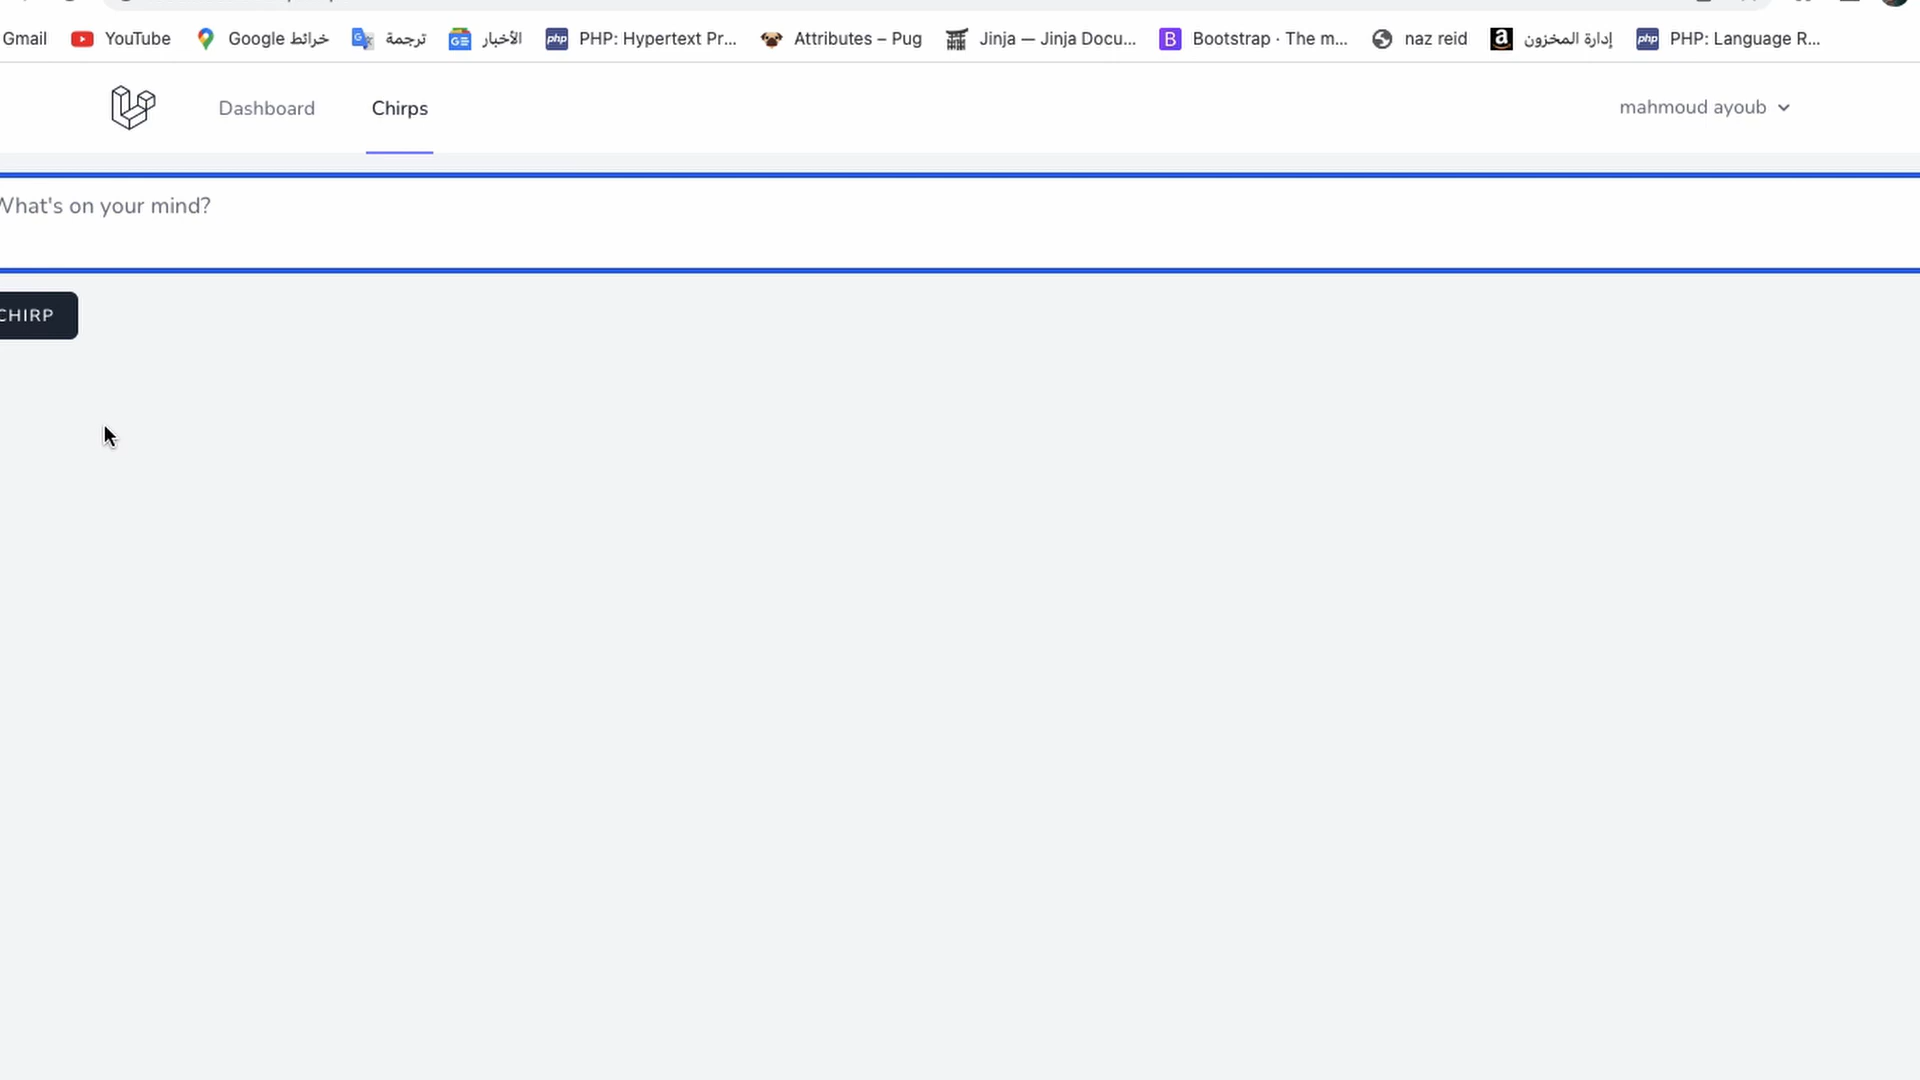 Gmail YouTube خرائط Google ترجمة الأخبار PHP: Hypertext Pr... Attributes – Pug Jinja — Jinja Docu... Bootstrap · The m... naz reid إدارة المخزون PHP: Language R...
Dashboard Chirps mahmoud ayoub
What's on your mind?
CHIRP